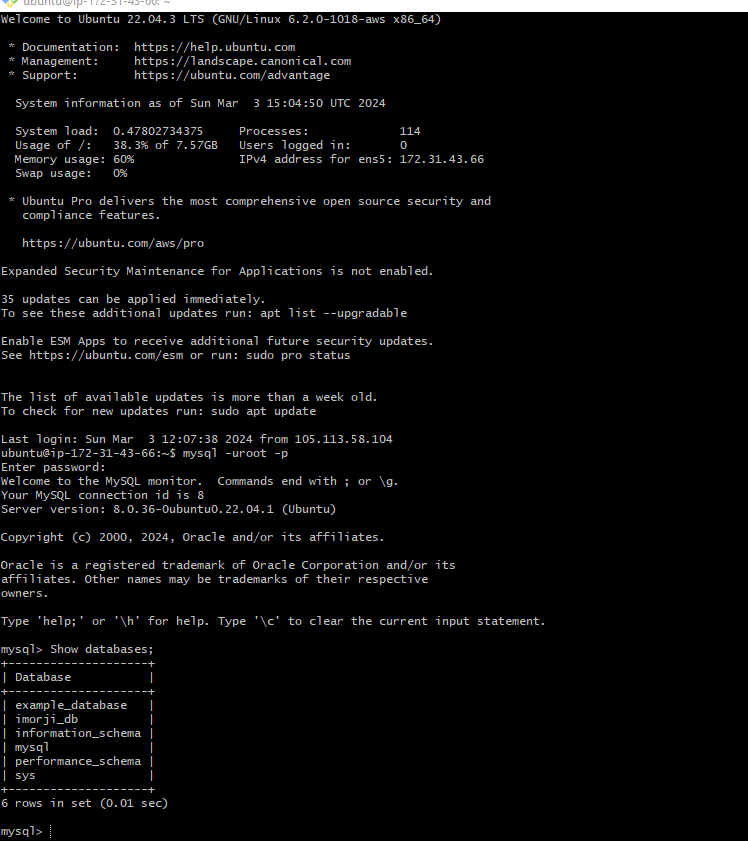 ubuntu@ip-172-31-43-66: ~
Welcome to Ubuntu 22.04.3 LTS (GNU/Linux 6.2.0-1018-aws x86_64)
 * Documentation:  https://help.ubuntu.com
 * Management:     https://landscape.canonical.com
 * Support:        https://ubuntu.com/advantage
  System information as of Sun Mar  3 15:04:50 UTC 2024
  System load:  0.47802734375     Processes:             114
  Usage of /:   38.3% of 7.57GB   Users logged in:       0
  Memory usage: 60%               IPv4 address for ens5: 172.31.43.66
  Swap usage:   0%
 * Ubuntu Pro delivers the most comprehensive open source security and
   compliance features.
   https://ubuntu.com/aws/pro
Expanded Security Maintenance for Applications is not enabled.
35 updates can be applied immediately.
To see these additional updates run: apt list --upgradable
Enable ESM Apps to receive additional future security updates.
See https://ubuntu.com/esm or run: sudo pro status
The list of available updates is more than a week old.
To check for new updates run: sudo apt update
Last login: Sun Mar  3 12:07:38 2024 from 105.113.58.104
ubuntu@ip-172-31-43-66:~$ mysql -uroot -p
Enter password:
Welcome to the MySQL monitor.  Commands end with ; or \g.
Your MySQL connection id is 8
Server version: 8.0.36-0ubuntu0.22.04.1 (Ubuntu)
Copyright (c) 2000, 2024, Oracle and/or its affiliates.
Oracle is a registered trademark of Oracle Corporation and/or its
affiliates. Other names may be trademarks of their respective
owners.
Type 'help;' or '\h' for help. Type '\c' to clear the current input statement.
mysql> Show databases;
+--------------------+
| Database           |
+--------------------+
| example_database   |
| imorji_db          |
| information_schema |
| mysql              |
| performance_schema |
| sys                |
+--------------------+
6 rows in set (0.01 sec)
mysql>